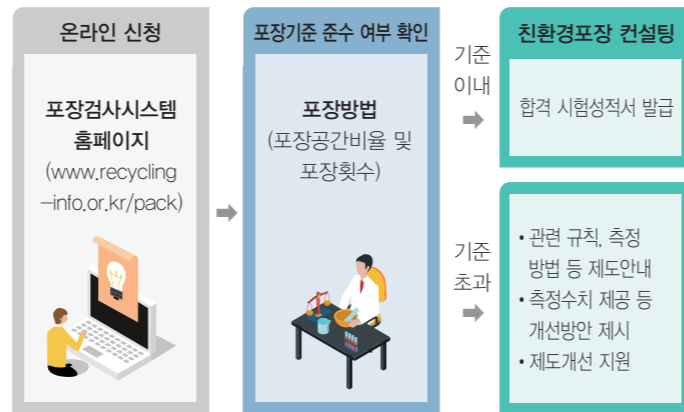 온라인 신청
포장검사시스템
홈페이지
(www.recycling
-info.or.kr/pack)
포장기준 준수 여부 확인
포장방법
(포장공간비율 및
포장횟수)
기준
이내
친환경포장 컨설팅
합격 시험성적서 발급
기준
초과
• 관련 규칙, 측정
방법 등 제도안내
• 측정수치 제공 등
개선방안 제시
• 제도개선 지원